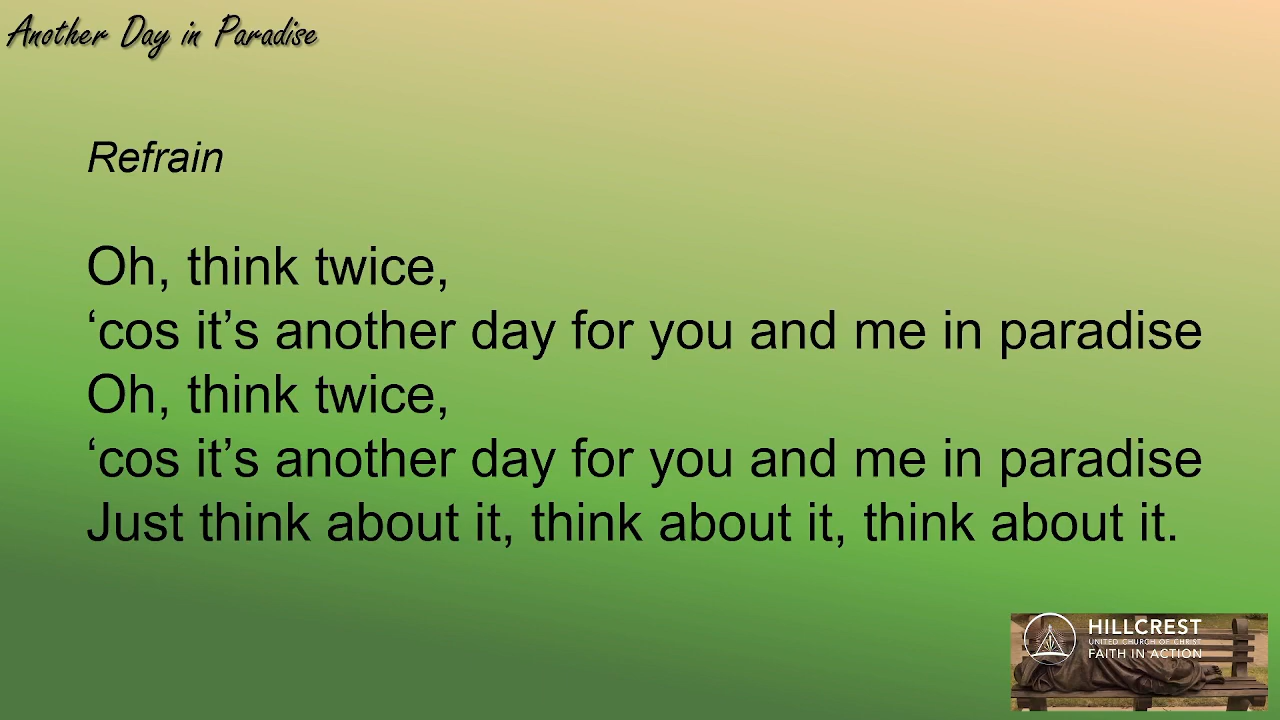 Another Day in Paradise
Refrain
Oh, think twice,
‘cos it’s another day for you and me in paradise
Oh, think twice,
‘cos it’s another day for you and me in paradise
Just think about it, think about it, think about it.
HILLCREST
UNITED CHURCH OF CHRIST
FAITH IN ACTION